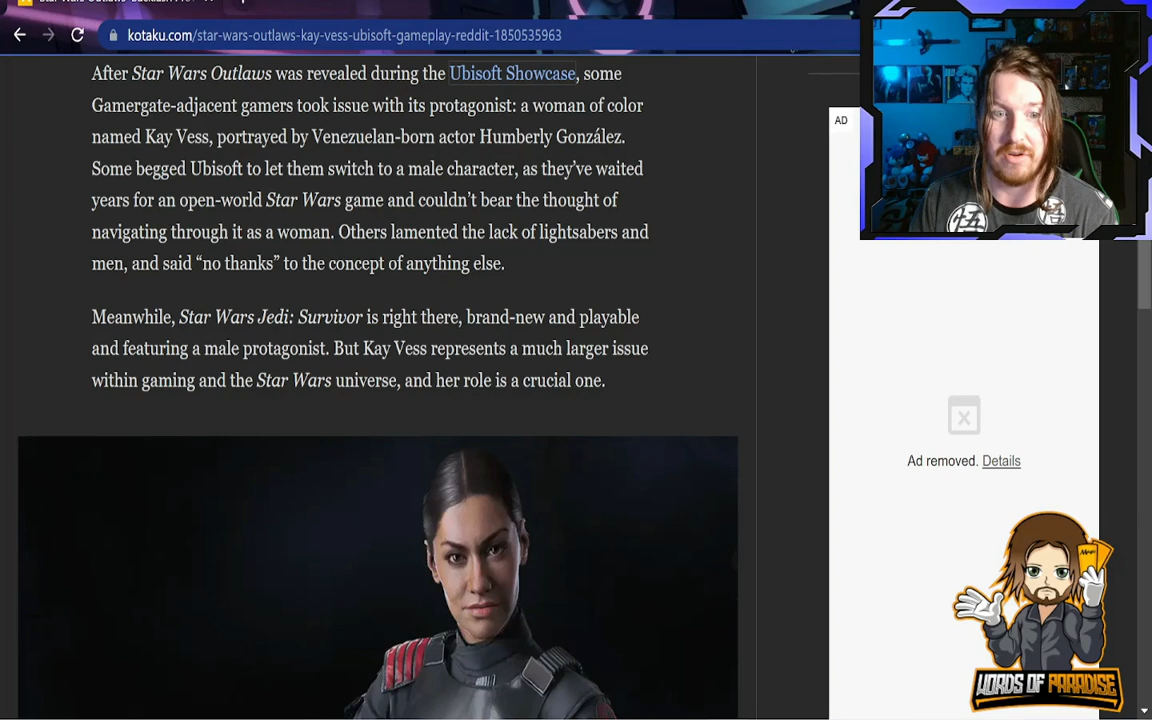 kotaku.com/star-wars-outlaws-kay-vess-ubisoft-gameplay-reddit-1850535963
After Star Wars Outlaws was revealed during the Ubisoft Showcase, some
Gamergate-adjacent gamers took issue with its protagonist: a woman of color
named Kay Vess, portrayed by Venezuelan-born actor Humberly González.
Some begged Ubisoft to let them switch to a male character, as they’ve waited
years for an open-world Star Wars game and couldn’t bear the thought of
navigating through it as a woman. Others lamented the lack of lightsabers and
men, and said “no thanks” to the concept of anything else.
Meanwhile, Star Wars Jedi: Survivor is right there, brand-new and playable
and featuring a male protagonist. But Kay Vess represents a much larger issue
within gaming and the Star Wars universe, and her role is a crucial one.
AD
Ad removed. Details
WORDS OF PARADISE